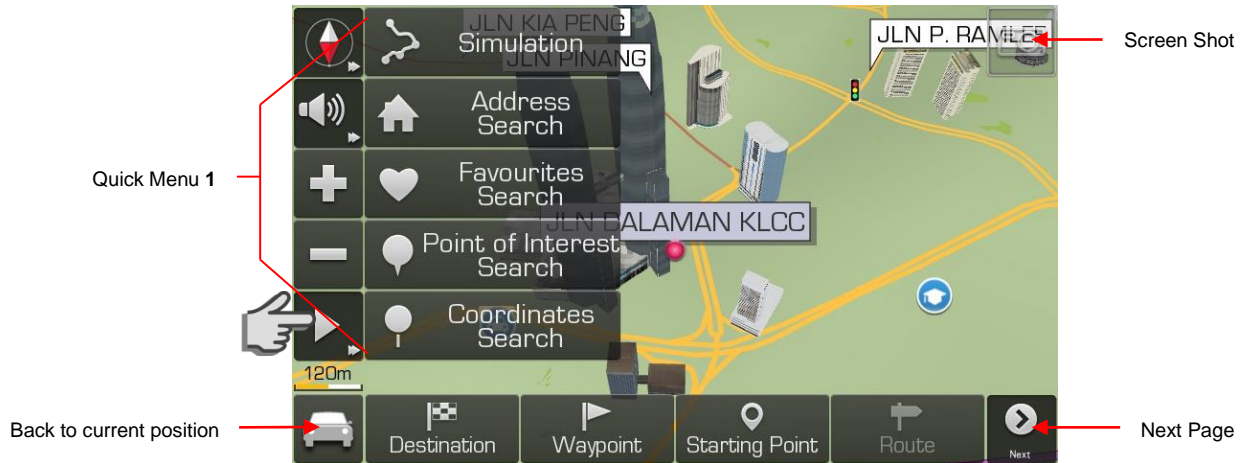 JLN KIA PENG
JLN PINANG
JLN P. RAMLEE
Screen Shot
Simulation
Address
Search
Quick Menu 1
Favourites
Search
JLN BALAMAN KLCC
Point of Interest
Search
Coordinates
Search
120m
Back to current position
Destination
Waypoint
Starting Point
Route
Next
Next Page